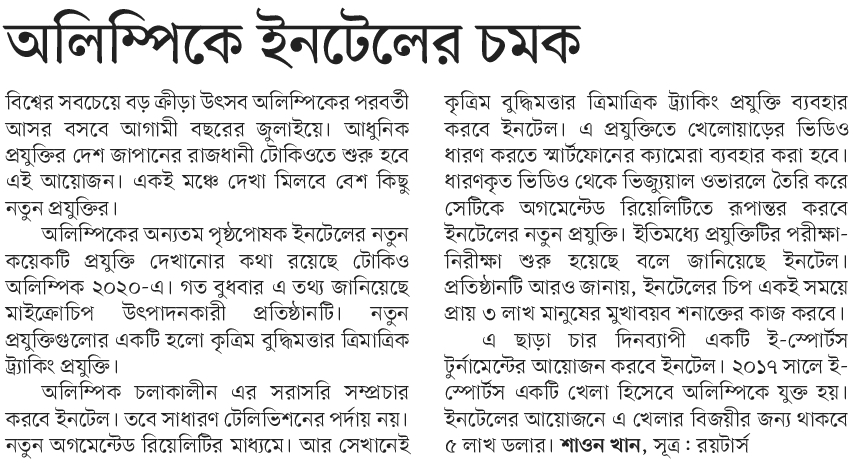 অলিম্পিকে ইনটেলের চমক
বিশ্বের সবচেয়ে বড় ক্রীড়া উৎসব অলিম্পিকের পরবর্তী
আসর বসবে আগামী বছরের জুলাইয়ে। আধুনিক
প্রযুক্তির দেশ জাপানের রাজধানী টোকিওতে শুরু হবে
এই আয়োজন। একই মঞ্চে দেখা মিলবে বেশ কিছু
নতুন প্রযুক্তির।
অলিম্পিকের অন্যতম পৃষ্ঠপোষক ইনটেলের নতুন
কয়েকটি প্রযুক্তি দেখানোর কথা রয়েছে টোকিও
অলিম্পিক ২০২০-এ। গত বুধবার এ তথ্য জানিয়েছে
মাইক্রোচিপ উৎপাদনকারী প্রতিষ্ঠানটি। নতুন
প্রযুক্তিগুলোর একটি হলো কৃত্রিম বুদ্ধিমত্তার ত্রিমাত্রিক
ট্র্যাকিং প্রযুক্তি।
অলিম্পিক চলাকালীন এর সরাসরি সম্প্রচার
করবে ইনটেল। তবে সাধারণ টেলিভিশনের পর্দায় নয়।
নতুন অগমেন্টেড রিয়েলিটির মাধ্যমে। আর সেখানেই
কৃত্রিম বুদ্ধিমত্তার ত্রিমাত্রিক ট্র্যাকিং প্রযুক্তি ব্যবহার
করবে ইনটেল। এ প্রযুক্তিতে খেলোয়াড়ের ভিডিও
ধারণ করতে স্মার্টফোনের ক্যামেরা ব্যবহার করা হবে।
ধারণকৃত ভিডিও থেকে ভিজ্যুয়াল ওভারলে তৈরি করে
সেটিকে অগমেন্টেড রিয়েলিটিতে রূপান্তর করবে
ইনটেলের নতুন প্রযুক্তি। ইতিমধ্যে প্রযুক্তিটির পরীক্ষা-
নিরীক্ষা শুরু হয়েছে বলে জানিয়েছে ইনটেল।
প্রতিষ্ঠানটি আরও জানায়, ইনটেলের চিপ একই সময়ে
প্রায় ৩ লাখ মানুষের মুখাবয়ব শনাক্তের কাজ করবে।
এ ছাড়া চার দিনব্যাপী একটি ই-স্পোর্টস
টুর্নামেন্টের আয়োজন করবে ইনটেল। ২০১৭ সালে ই-
স্পোর্টস একটি খেলা হিসেবে অলিম্পিকে যুক্ত হয়।
ইনটেলের আয়োজনে এ খেলার বিজয়ীর জন্য থাকবে
৫ লাখ ডলার। শাওন খান, সূত্র : রয়টার্স